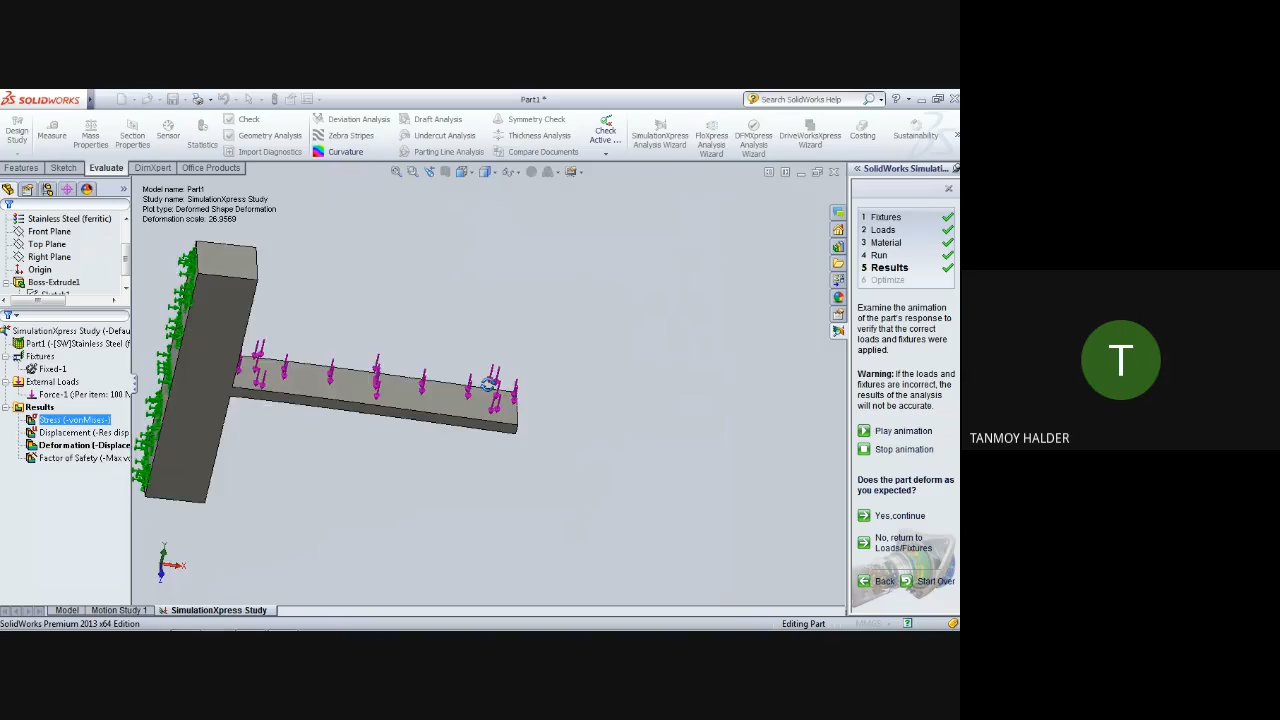 SOLIDWORKS
Part1 *
Search SolidWorks Help
Design Study
Measure
Mass Properties
Section Properties
Sensor
Statistics
Check
Geometry Analysis
Import Diagnostics
Deviation Analysis
Zebra Stripes
Curvature
Draft Analysis
Undercut Analysis
Parting Line Analysis
Symmetry Check
Thickness Analysis
Compare Documents
Check Active ...
SimulationXpress Analysis Wizard
FloXpress Analysis Wizard
DFMXpress Analysis Wizard
DriveWorksXpress Wizard
Costing
Sustainability
Features
Sketch
Evaluate
DimXpert
Office Products
SolidWorks Simulati...
Model name: Part1
Study name: SimulationXpress Study
Plot type: Deformed Shape Deformation
Deformation scale: 26.9569
Stainless Steel (ferritic)
Front Plane
Top Plane
Right Plane
Origin
Boss-Extrude1
SimulationXpress Study (-Defau
Part1 (-[SW]Stainless Steel (
Fixtures
Fixed-1
External Loads
Force-1 (:Per item: 100 N
Results
Stress (-vonMises-)
Displacement (-Res disp
Deformation (-Displace
Factor of Safety (-Max vo
1 Fixtures
2 Loads
3 Material
4 Run
5 Results
6 Optimize
Examine the animation
of the part's response to
verify that the correct
loads and fixtures were
applied.
Warning: If the loads and
fixtures are incorrect, the
results of the analysis
will not be accurate.
Play animation
Stop animation
Does the part deform as
you expected?
Yes,continue
No, return to
Loads/Fixtures
Back
Start Over
Y
X
Z
Model
Motion Study 1
SimulationXpress Study
SolidWorks Premium 2013 x64 Edition
Editing Part
MMGS
T
TANMOY HALDER